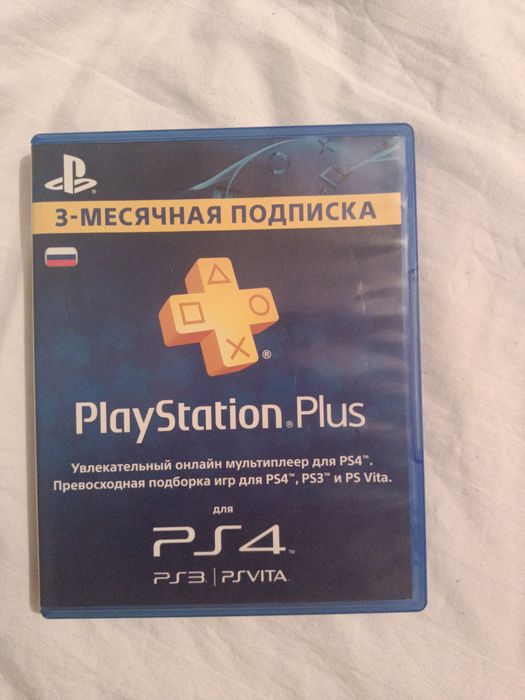 3-МЕСЯЧНАЯ ПОДПИСКА
PlayStation®Plus
Увлекательный онлайн мультиплеер для PS4™.
Превосходная подборка игр для PS4™, PS3™ и PS Vita.
для
PS4™
PS3 | PSVITA